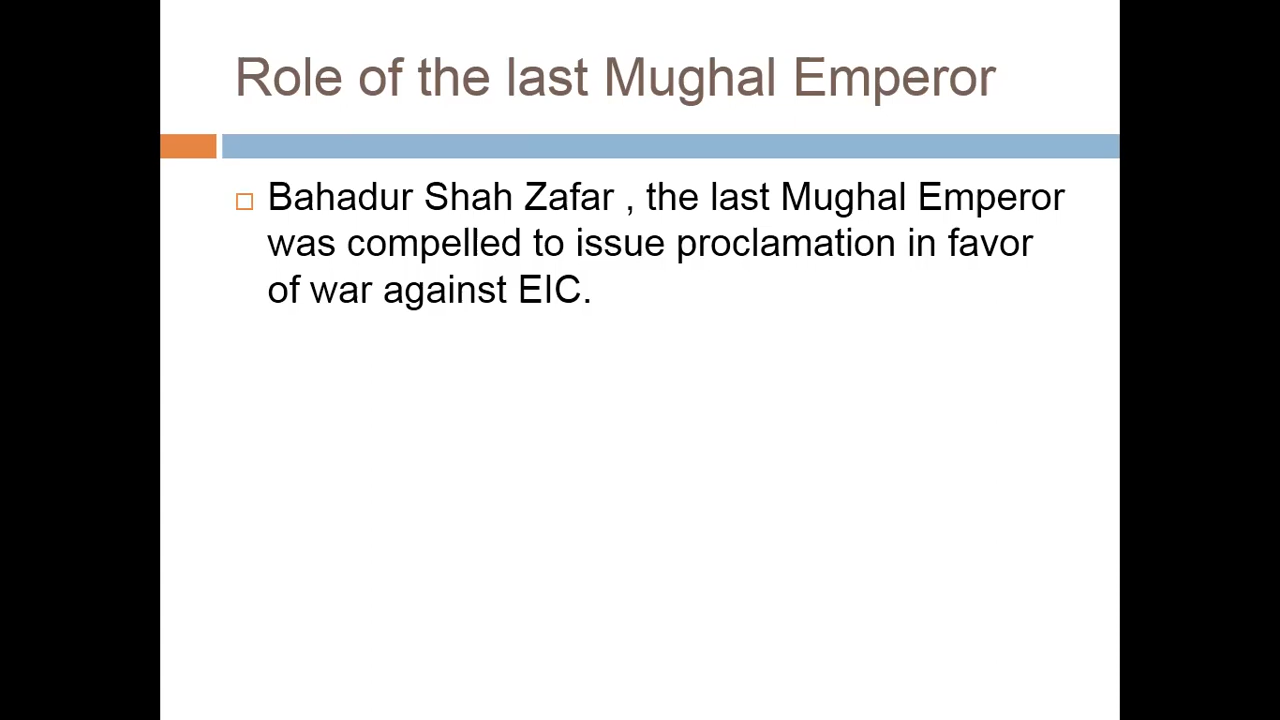 Role of the last Mughal Emperor
Bahadur Shah Zafar , the last Mughal Emperor
was compelled to issue proclamation in favor
of war against EIC.